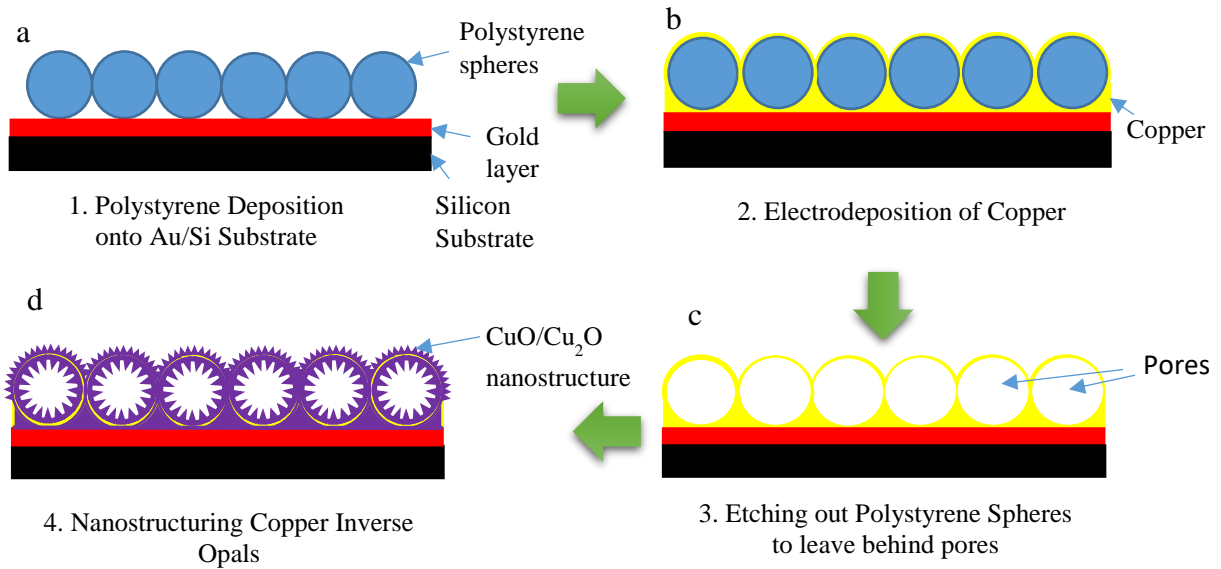 a
Polystyrene
spheres
Gold
layer
Silicon
Substrate
1. Polystyrene Deposition
onto Au/Si Substrate
b
Copper
2. Electrodeposition of Copper
c
Pores
3. Etching out Polystyrene Spheres
to leave behind pores
d
CuO/Cu₂O
nanostructure
4. Nanostructuring Copper Inverse
Opals